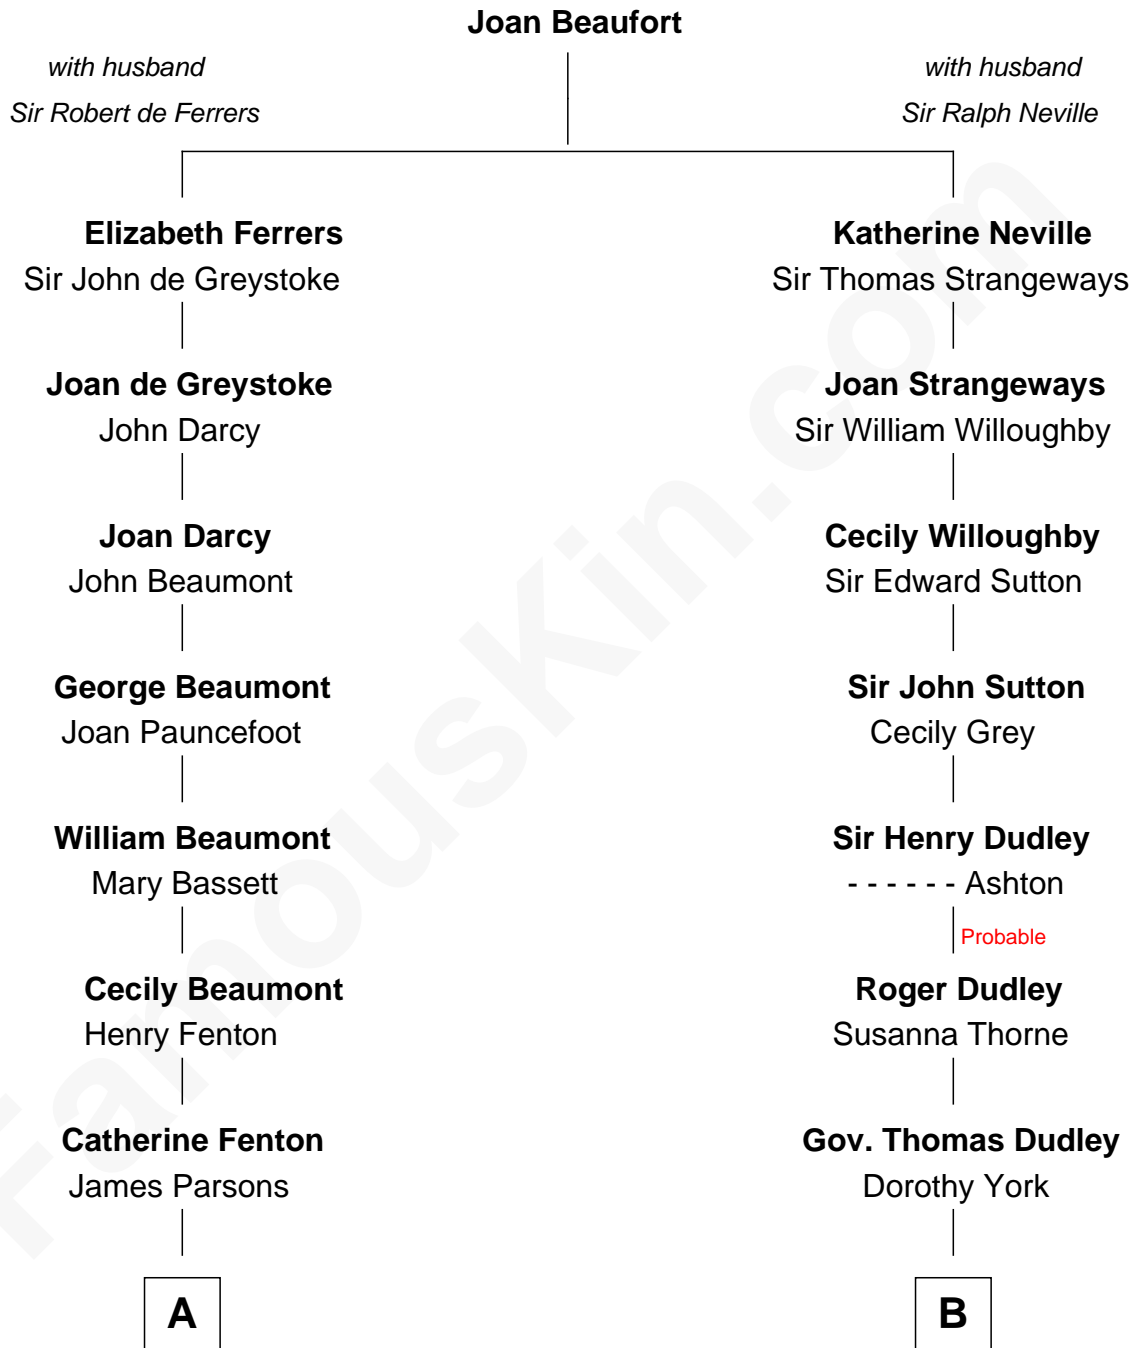 Joan Beaufort
with husband
Sir Robert de Ferrers
with husband
Sir Ralph Neville
Elizabeth Ferrers
Sir John de Greystoke
Katherine Neville
Sir Thomas Strangeways
Joan de Greystoke
John Darcy
Joan Strangeways
Sir William Willoughby
Joan Darcy
John Beaumont
Cecily Willoughby
Sir Edward Sutton
George Beaumont
Joan Pauncefoot
Sir John Sutton
Cecily Grey
William Beaumont
Mary Bassett
Sir Henry Dudley
- - - - - - Ashton
Probable
Cecily Beaumont
Henry Fenton
Roger Dudley
Susanna Thorne
Catherine Fenton
James Parsons
Gov. Thomas Dudley
Dorothy York
A
B
FamousKin.com